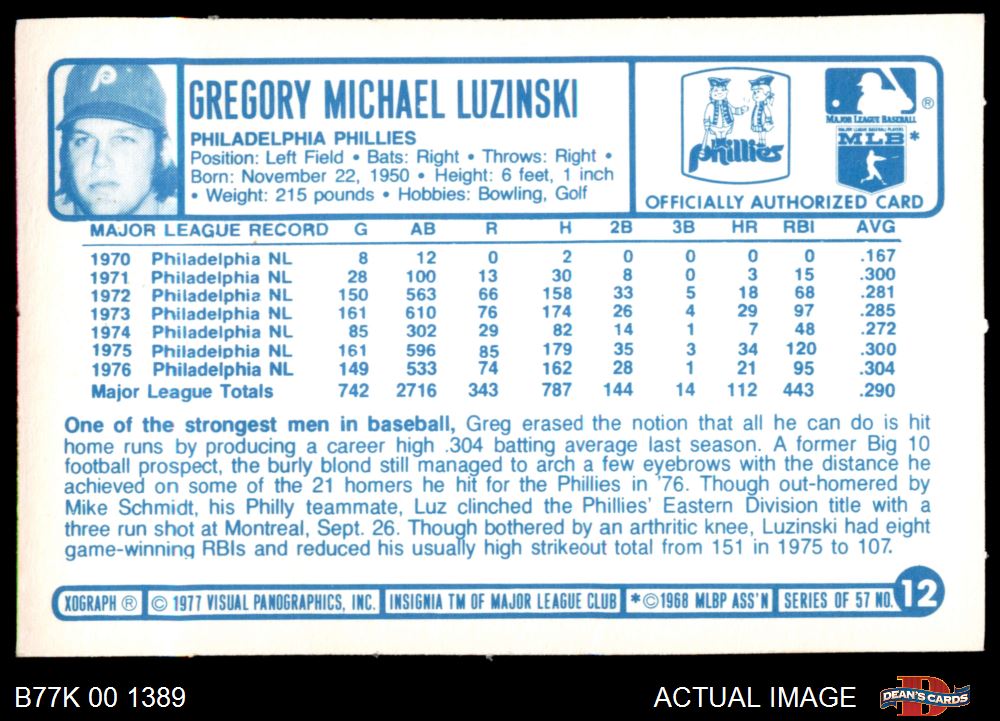 GREGORY MICHAEL LUZINSKI
PHILADELPHIA PHILLIES
Position: Left Field • Bats: Right • Throws: Right •
Born: November 22, 1950 • Height: 6 feet, 1 inch
• Weight: 215 pounds • Hobbies: Bowling, Golf
P
Phillies
®
MAJOR LEAGUE BASEBALL
MAJOR LEAGUE BASEBALL PLAYERS
MLB *
OFFICIALLY AUTHORIZED CARD
MAJOR LEAGUE RECORD G AB R H 2B 3B HR RBI AVG
1970 Philadelphia NL 8 12 0 2 0 0 0 0 .167
1971 Philadelphia NL 28 100 13 30 8 0 3 15 .300
1972 Philadelphia NL 150 563 66 158 33 5 18 68 .281
1973 Philadelphia NL 161 610 76 174 26 4 29 97 .285
1974 Philadelphia NL 85 302 29 82 14 1 7 48 .272
1975 Philadelphia NL 161 596 85 179 35 3 34 120 .300
1976 Philadelphia NL 149 533 74 162 28 1 21 95 .304
Major League Totals 742 2716 343 787 144 14 112 443 .290
One of the strongest men in baseball, Greg erased the notion that all he can do is hit
home runs by producing a career high .304 batting average last season. A former Big 10
football prospect, the burly blond still managed to arch a few eyebrows with the distance he
achieved on some of the 21 homers he hit for the Phillies in '76. Though out-homered by
Mike Schmidt, his Philly teammate, Luz clinched the Phillies' Eastern Division title with a
three run shot at Montreal, Sept. 26. Though bothered by an arthritic knee, Luzinski had eight
game-winning RBIs and reduced his usually high strikeout total from 151 in 1975 to 107.
XOGRAPH ® © 1977 VISUAL PANOGRAPHICS, INC. INSIGNIA TM OF MAJOR LEAGUE CLUB *©1968 MLBP ASS'N SERIES OF 57 NO. 12
B77K 00 1389 ACTUAL IMAGE
D
DEAN'S CARDS